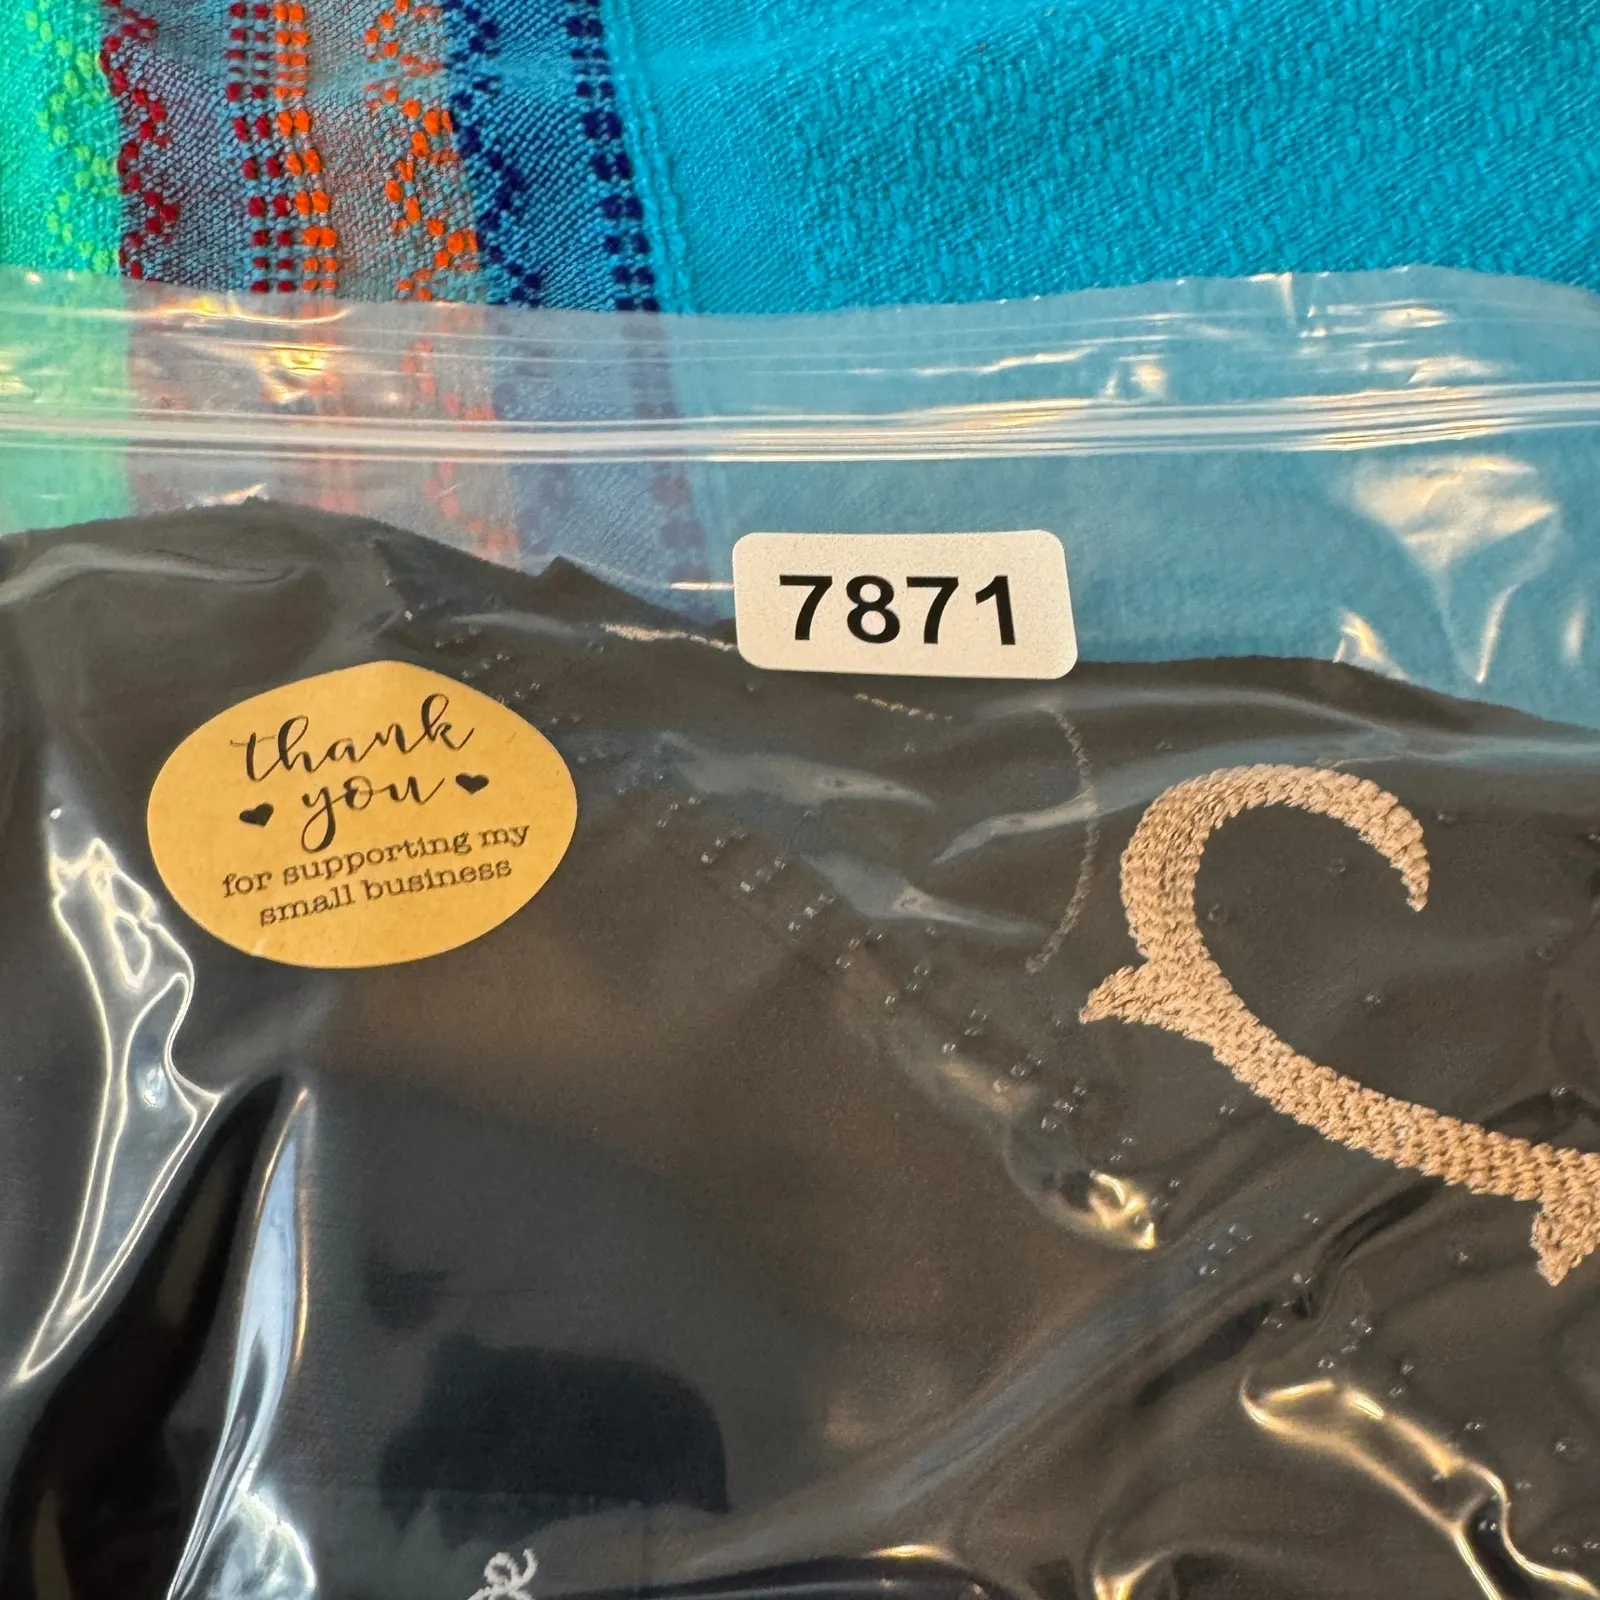 7871
thank
you
for supporting my
small business